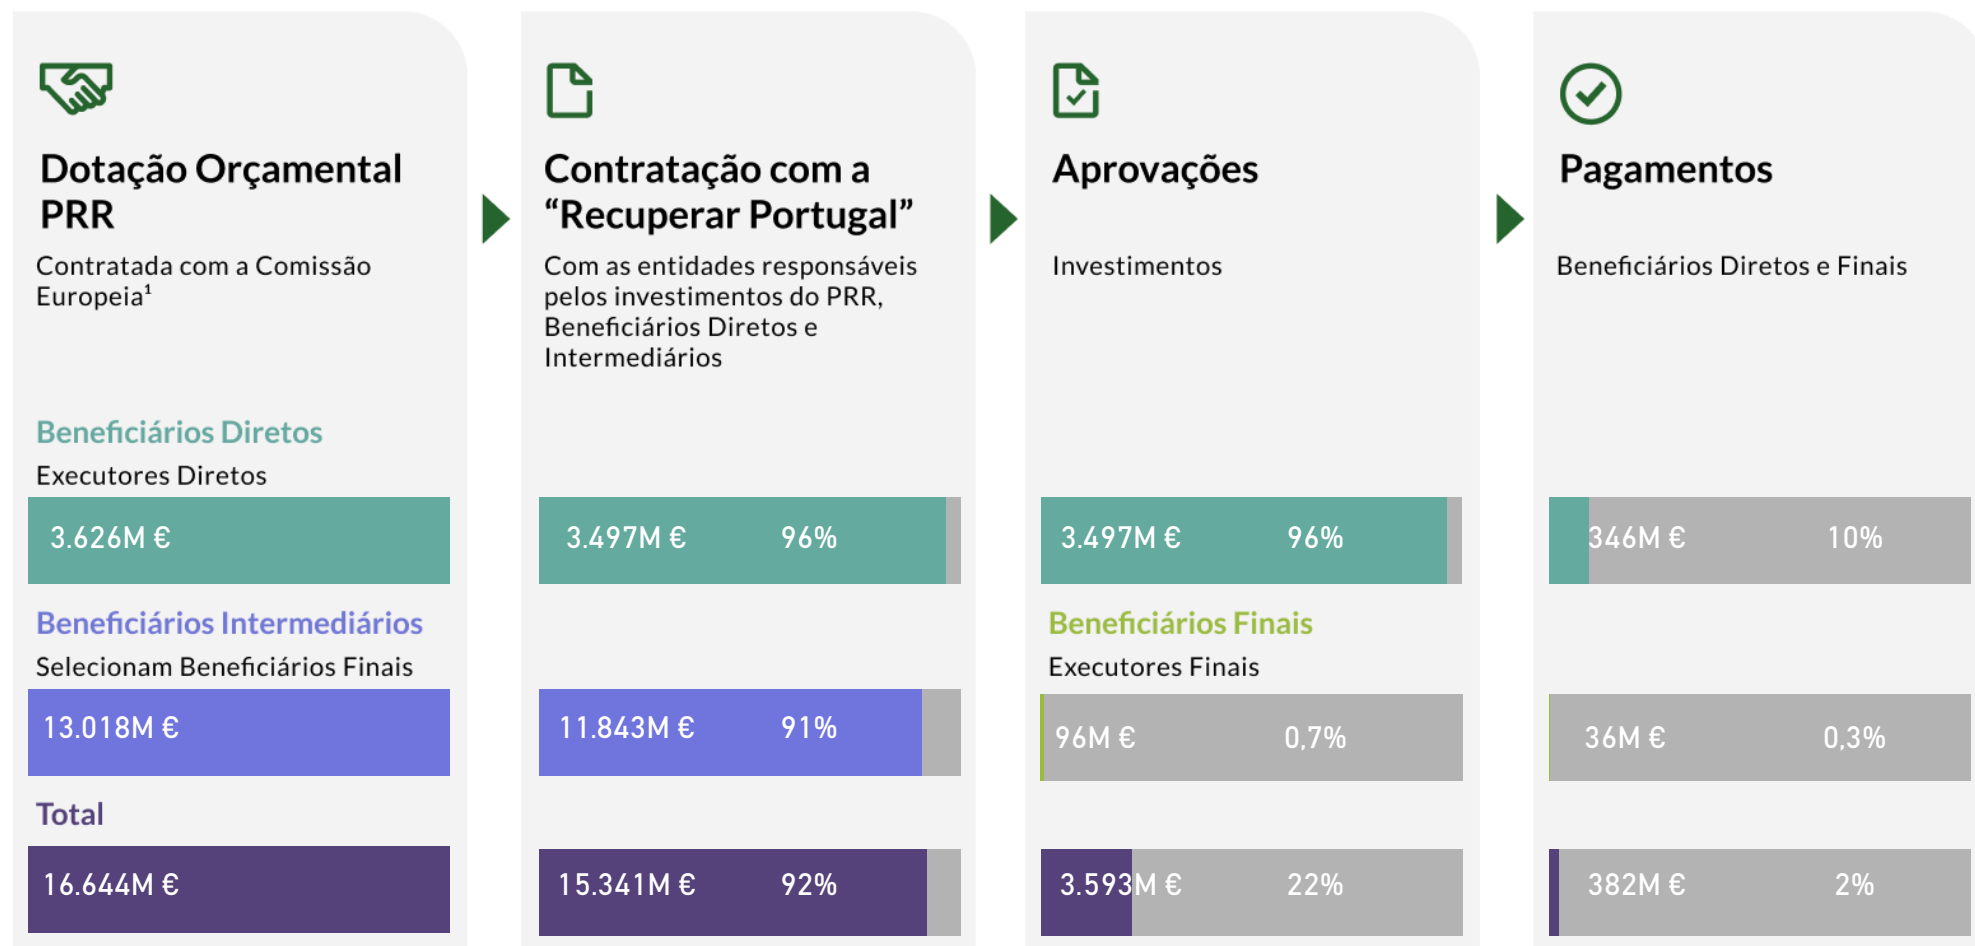 Dotação Orçamental
PRR
Contratada com a Comissão
Europeia¹
Contratação com a
“Recuperar Portugal”
Com as entidades responsáveis
pelos investimentos do PRR,
Beneficiários Diretos e
Intermediários
Aprovações
Investimentos
Pagamentos
Beneficiários Diretos e Finais
Beneficiários Diretos
Executores Diretos
3.626M €
3.497M € 96%
3.497M € 96%
346M € 10%
Beneficiários Intermediários
Selecionam Beneficiários Finais
13.018M €
11.843M € 91%
Beneficiários Finais
Executores Finais
96M € 0,7%
36M € 0,3%
Total
16.644M €
15.341M € 92%
3.593M € 22%
382M € 2%